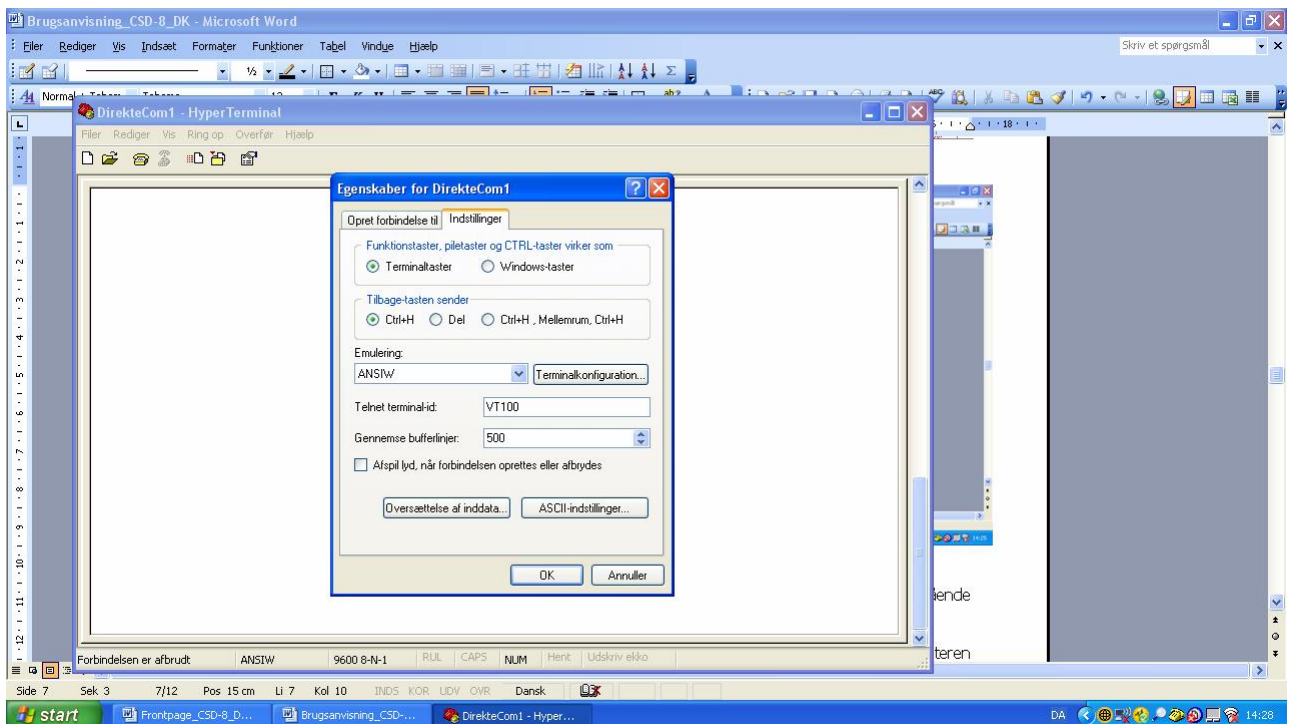 Brugsanvisning_CSD-8_DK - Microsoft Word
Filer Rediger Vis Indsæt Formater Funktioner Tabel Vindue Hjælp
Skriv et spørgsmål
½
DirekteCom1 - HyperTerminal
18
Filer Rediger Vis Ring op Overfør Hjælp
Egenskaber for DirekteCom1
Opret forbindelse til Indstillinger
Funktionstaster, piletaster og CTRL-taster virker som
Terminaltaster Windows-taster
Tilbage-tasten sender
Ctrl+H Del Ctrl+H , Mellemrum, Ctrl+H
Emulering:
ANSIW Terminalkonfiguration...
Telnet terminal-id: VT100
Gennemse bufferlinjer: 500
Afspil lyd, når forbindelsen oprettes eller afbrydes
Oversættelse af inddata... ASCII-indstillinger...
OK Annuller
teren
Forbindelsen er afbrudt ANSIW 9600 8-N-1 RUL CAPS NUM Hent Udskriv ekko
Side 7 Sek 3 7/12 Pos 15 cm Li 7 Kol 10 INDS KOR UDV OVR Dansk
start Frontpage_CSD-8_D... Brugsanvisning_CSD-... DirekteCom1 - Hyper... DA 14:28